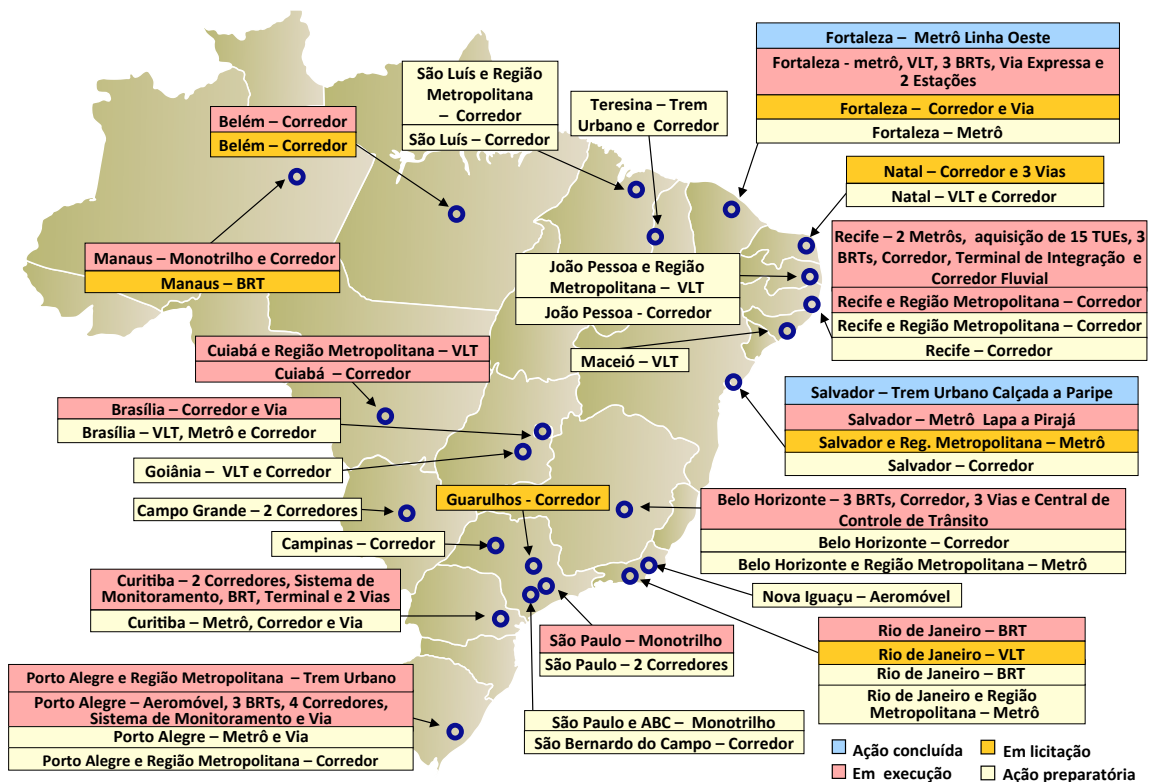 Fortaleza – Metrô Linha Oeste
Fortaleza - metrô, VLT, 3 BRTs, Via Expressa e
2 Estações
Fortaleza – Corredor e Via
Fortaleza – Metrô
São Luís e Região
Metropolitana
– Corredor
São Luís – Corredor
Teresina – Trem
Urbano e Corredor
Belém – Corredor
Belém – Corredor
Natal – Corredor e 3 Vias
Natal – VLT e Corredor
Manaus – Monotrilho e Corredor
Manaus – BRT
Recife – 2 Metrôs, aquisição de 15 TUEs, 3
BRTs, Corredor, Terminal de Integração e
Corredor Fluvial
Recife e Região Metropolitana – Corredor
Recife e Região Metropolitana – Corredor
Recife – Corredor
João Pessoa e Região
Metropolitana – VLT
João Pessoa - Corredor
Maceió – VLT
Cuiabá e Região Metropolitana – VLT
Cuiabá – Corredor
Salvador – Trem Urbano Calçada a Paripe
Salvador – Metrô Lapa a Pirajá
Salvador e Reg. Metropolitana – Metrô
Salvador – Corredor
Brasília – Corredor e Via
Brasília – VLT, Metrô e Corredor
Goiânia – VLT e Corredor
Guarulhos - Corredor
Campo Grande – 2 Corredores
Campinas – Corredor
Belo Horizonte – 3 BRTs, Corredor, 3 Vias e Central de
Controle de Trânsito
Belo Horizonte – Corredor
Belo Horizonte e Região Metropolitana – Metrô
Nova Iguaçu – Aeromóvel
Curitiba – 2 Corredores, Sistema de
Monitoramento, BRT, Terminal e 2 Vias
Curitiba – Metrô, Corredor e Via
São Paulo – Monotrilho
São Paulo – 2 Corredores
Rio de Janeiro – BRT
Rio de Janeiro – VLT
Rio de Janeiro – BRT
Rio de Janeiro e Região
Metropolitana – Metrô
Porto Alegre e Região Metropolitana – Trem Urbano
Porto Alegre – Aeromóvel, 3 BRTs, 4 Corredores,
Sistema de Monitoramento e Via
Porto Alegre – Metrô e Via
Porto Alegre e Região Metropolitana – Corredor
São Paulo e ABC – Monotrilho
São Bernardo do Campo – Corredor
Ação concluída
Em licitação
Em execução
Ação preparatória